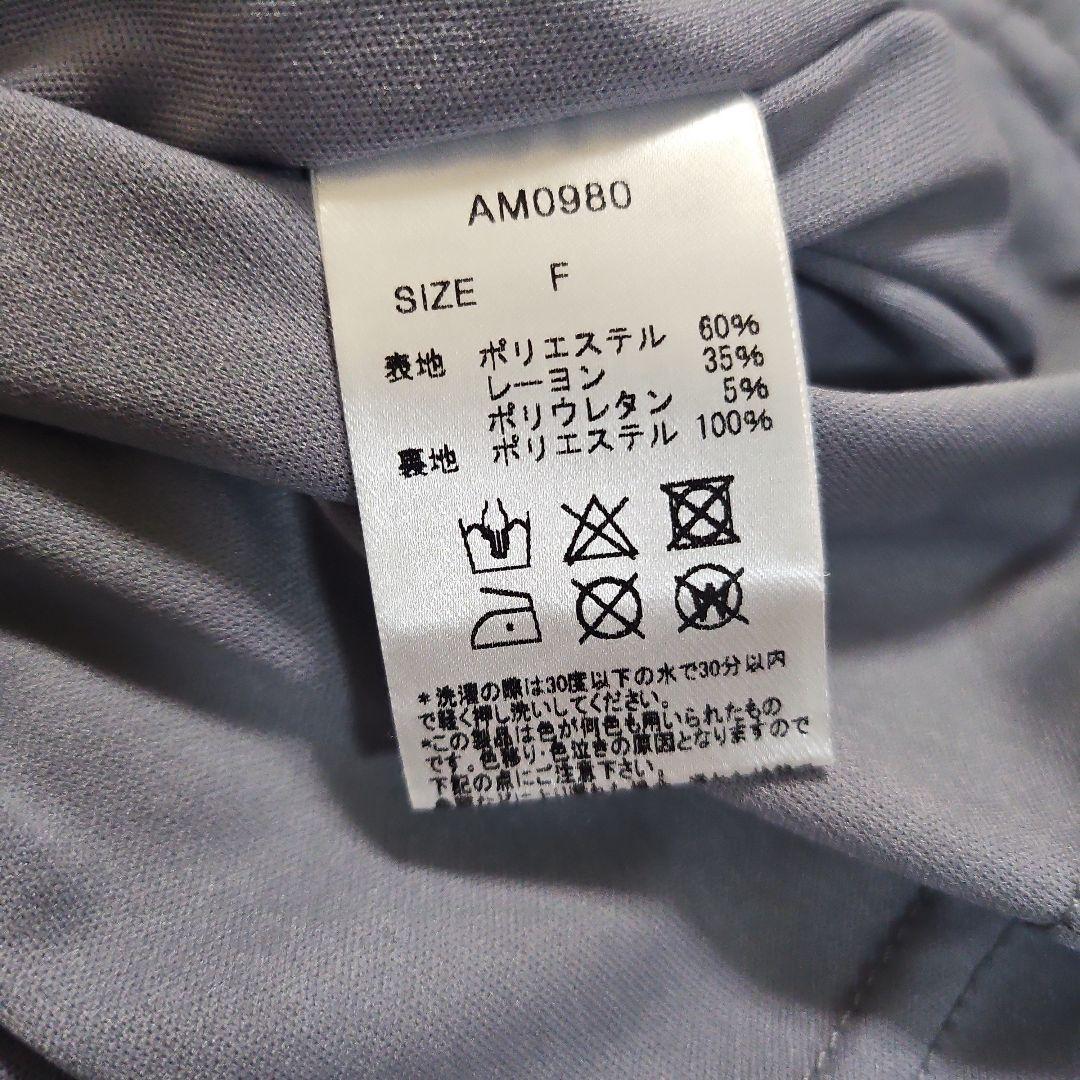 AM0980
SIZE F
表地 ポリエステル 60%
レーヨン 35%
ポリウレタン 5%
裏地 ポリエステル 100%
*洗濯の際は30度以下の水で30分以内
で軽く押し洗いしてください。
*この製品は色が何色も用いられたもの
です。色移り・色泣きの原因となりますので
下記の点にご注意下さい。